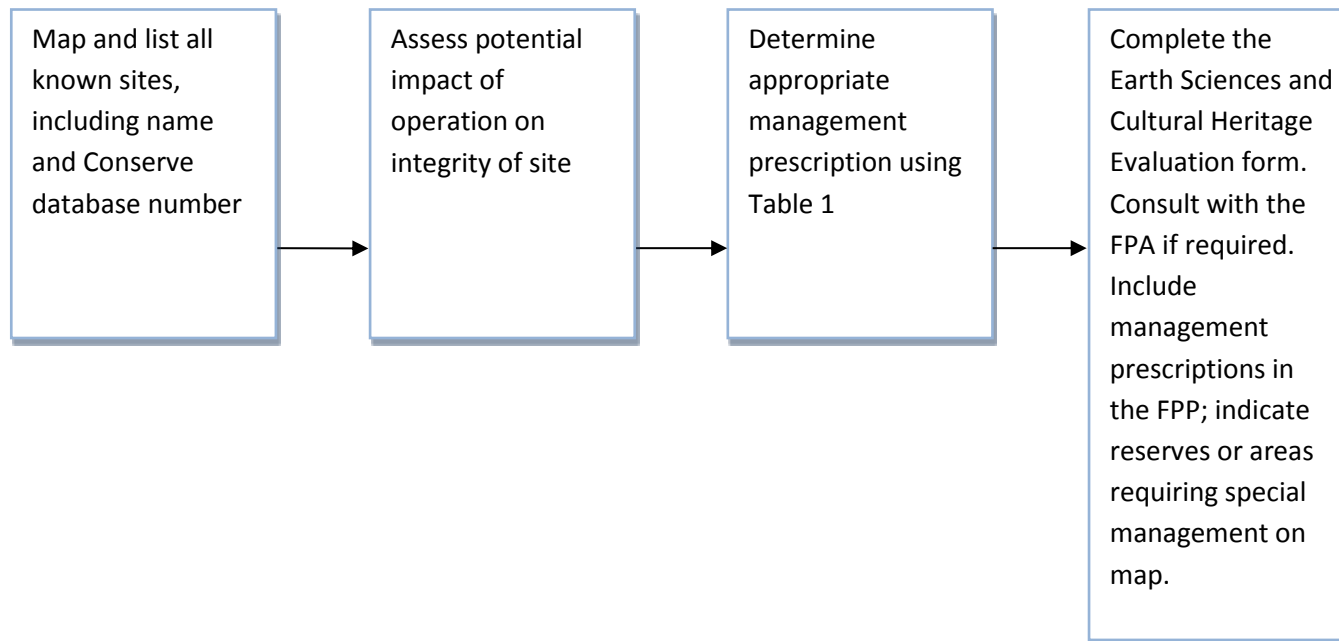 Map and list all
known sites,
including name
and Conserve
database number
Assess potential
impact of
operation on
integrity of site
Determine
appropriate
management
prescription using
Table 1
Complete the
Earth Sciences and
Cultural Heritage
Evaluation form.
Consult with the
FPA if required.
Include
management
prescriptions in
the FPP; indicate
reserves or areas
requiring special
management on
map.